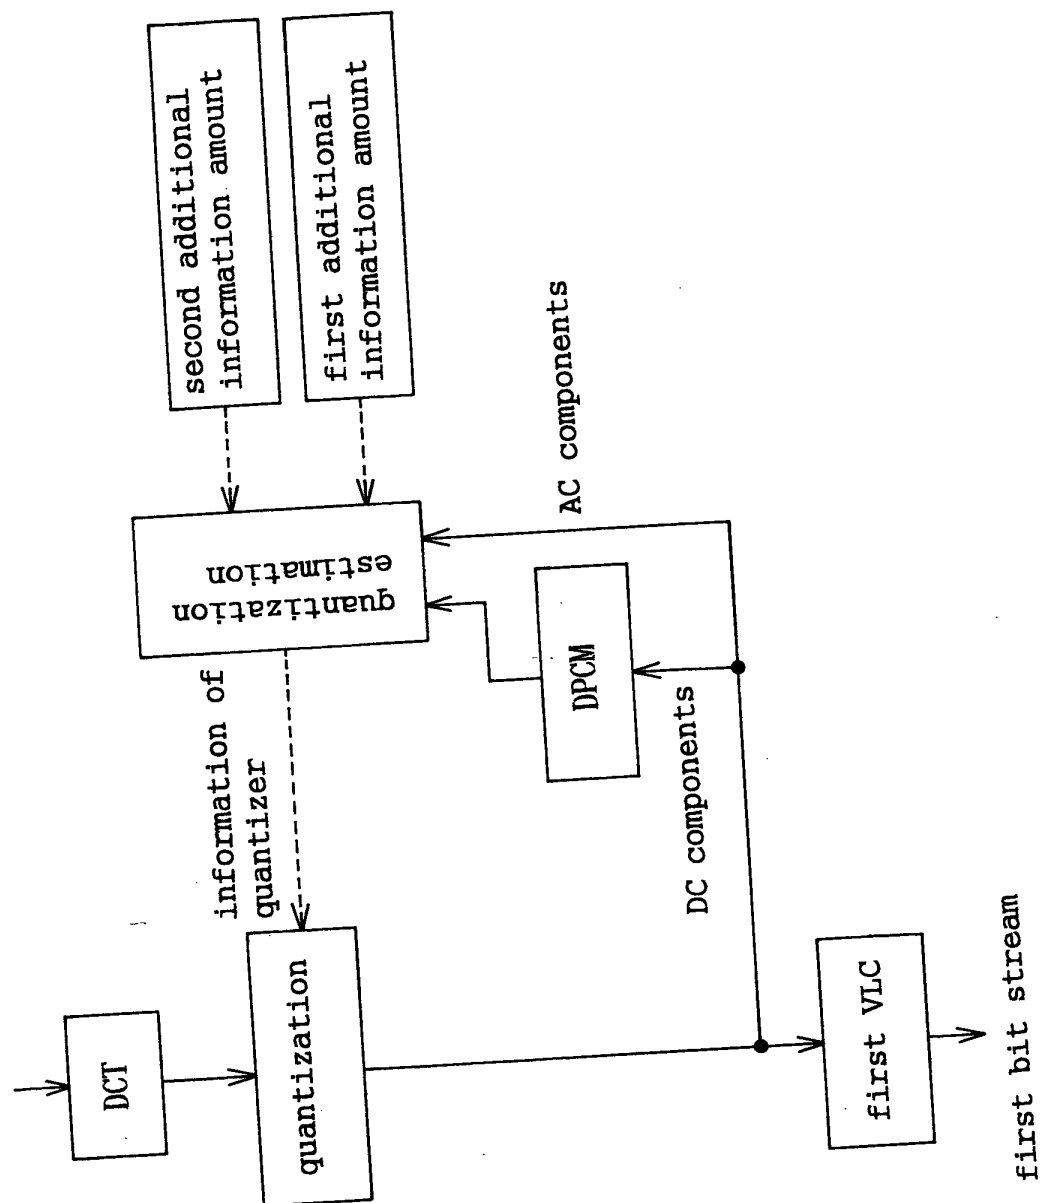 second additional
information amount
first additional
information amount
quantization
estimation
AC components
DPCM
DC components
information of
quantizer
DCT
quantization
first VLC
first bit stream